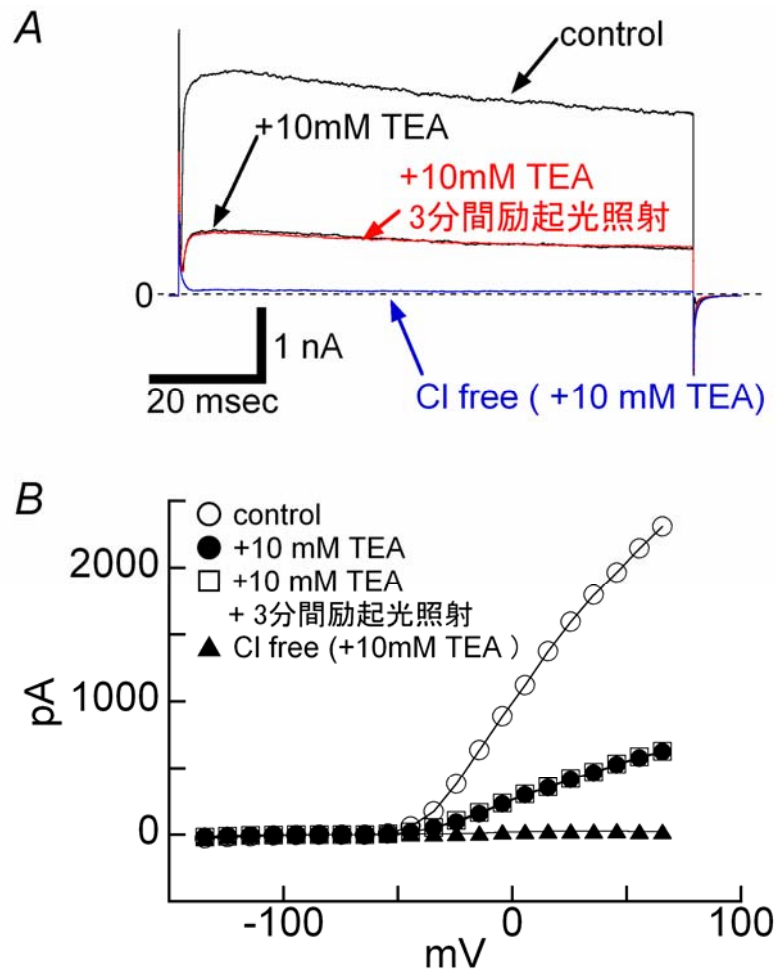 A
control
+10mM TEA
+10mM TEA
3分間励起光照射
0
1 nA
20 msec
Cl free ( +10 mM TEA)
B
control
+10 mM TEA
+10 mM TEA
+ 3分間励起光照射
Cl free (+10mM TEA )
2000
1000
0
pA
-100
0
100
mV